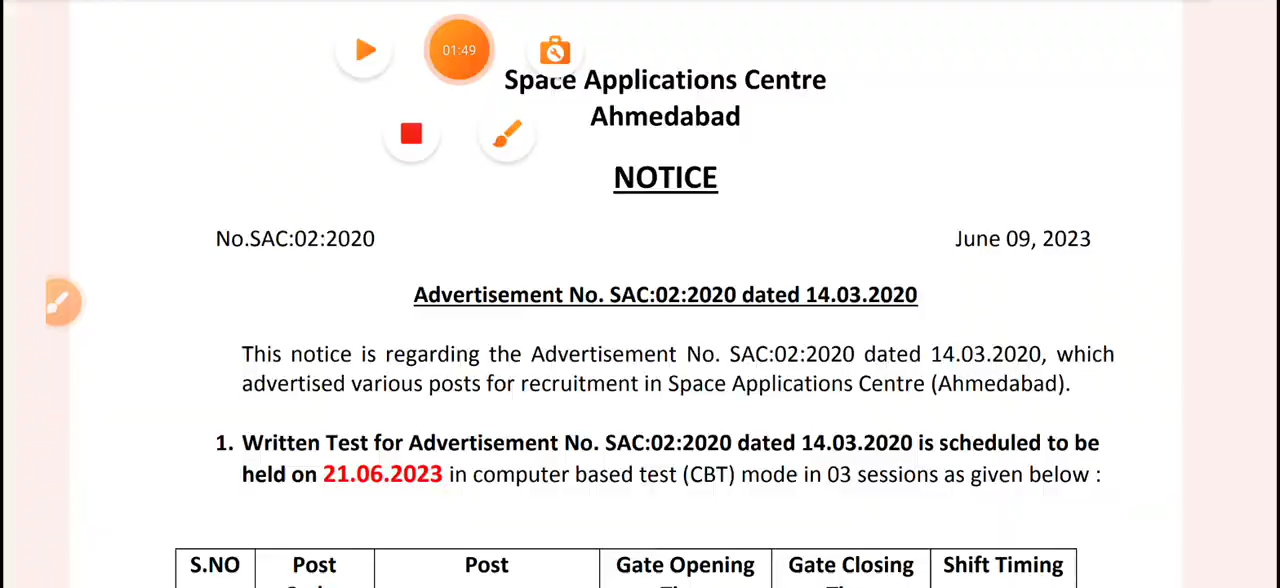 01:49
Space Applications Centre
Ahmedabad
NOTICE
No.SAC:02:2020 June 09, 2023
Advertisement No. SAC:02:2020 dated 14.03.2020
This notice is regarding the Advertisement No. SAC:02:2020 dated 14.03.2020, which
advertised various posts for recruitment in Space Applications Centre (Ahmedabad).
1. Written Test for Advertisement No. SAC:02:2020 dated 14.03.2020 is scheduled to be
held on 21.06.2023 in computer based test (CBT) mode in 03 sessions as given below :
S.NO Post Post Gate Opening Gate Closing Shift Timing